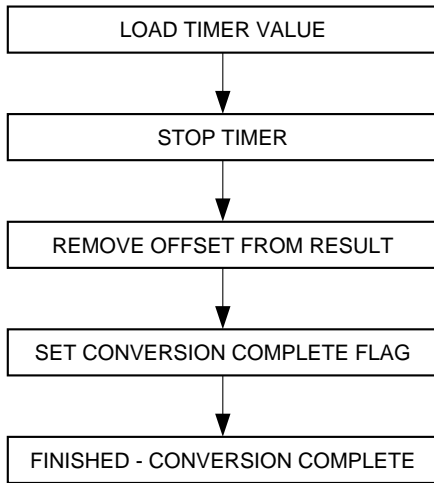 LOAD TIMER VALUE
STOP TIMER
REMOVE OFFSET FROM RESULT
SET CONVERSION COMPLETE FLAG
FINISHED - CONVERSION COMPLETE